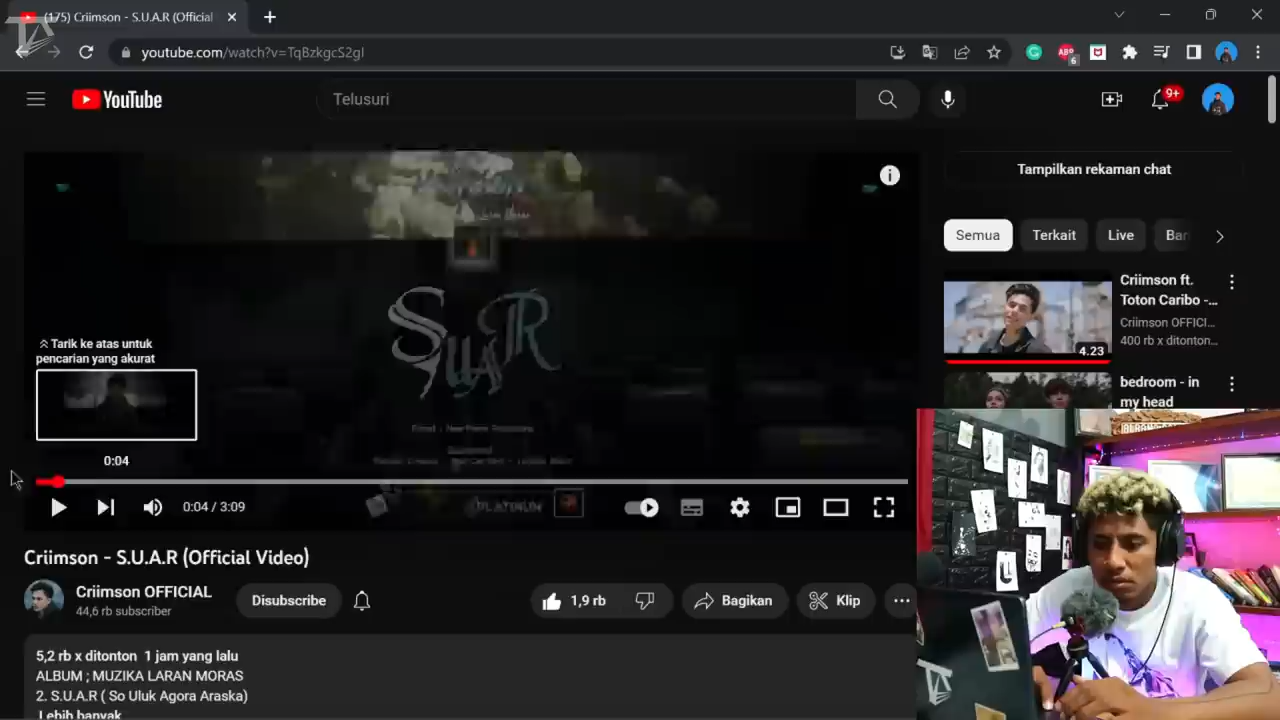 (175) Criimson - S.U.A.R (Official
youtube.com/watch?v=TqBzkgcS2gI
6
YouTube
Telusuri
9+
Tampilkan rekaman chat
Semua
Terkait
Live
Bar
Criimson ft.
Toton Caribo -...
Criimson OFFICI...
400 rb x ditonton...
4.23
bedroom - in
my head
S.U.A.R
Tarik ke atas untuk
pencarian yang akurat
0:04
0:04 / 3:09
PLATINUM
Criimson - S.U.A.R (Official Video)
Criimson OFFICIAL
44,6 rb subscriber
Disubscribe
1,9 rb
Bagikan
Klip
5,2 rb x ditonton 1 jam yang lalu
ALBUM ; MUZIKA LARAN MORAS
2. S.U.A.R ( So Uluk Agora Araska)
Lebih banyak